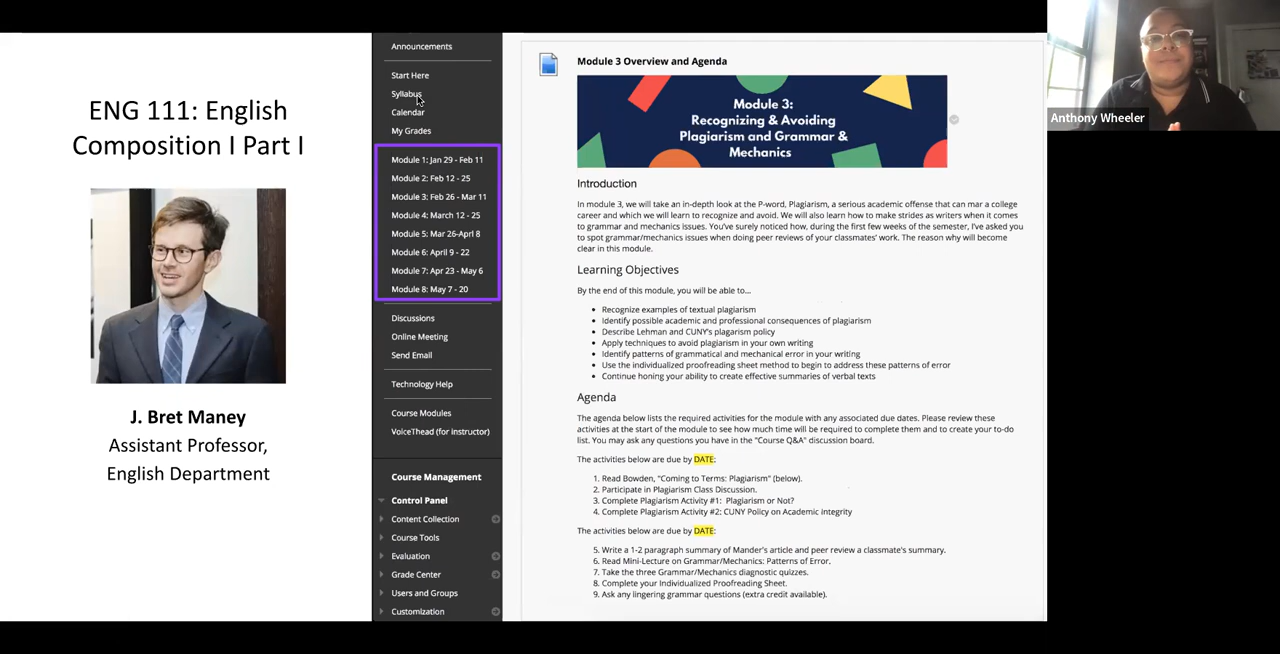 ENG 111: English
Composition I Part I
J. Bret Maney
Assistant Professor,
English Department
Announcements
Start Here
Syllabus
Calendar
My Grades
Module 1: Jan 29 - Feb 11
Module 2: Feb 12 - 25
Module 3: Feb 26 - Mar 11
Module 4: March 12 - 25
Module 5: Mar 26-Aprl 8
Module 6: April 9 - 22
Module 7: Apr 23 - May 6
Module 8: May 7 - 20
Discussions
Online Meeting
Send Email
Technology Help
Course Modules
VoiceThead (for instructor)
Course Management
Control Panel
Content Collection
Course Tools
Evaluation
Grade Center
Users and Groups
Customization
Module 3 Overview and Agenda
Module 3:
Recognizing & Avoiding
Plagiarism and Grammar &
Mechanics
Introduction
In module 3, we will take an in-depth look at the P-word, Plagiarism, a serious academic offense that can mar a college
career and which we will learn to recognize and avoid. We will also learn how to make strides as writers when it comes
to grammar and mechanics issues. You've surely noticed how, during the first few weeks of the semester, I've asked you
to spot grammar/mechanics issues when doing peer reviews of your classmates' work. The reason why will become
clear in this module.
Learning Objectives
By the end of this module, you will be able to...
• Recognize examples of textual plagiarism
• Identify possible academic and professional consequences of plagiarism
• Describe Lehman and CUNY's plagarism policy
• Apply techniques to avoid plagiarism in your own writing
• Identify patterns of grammatical and mechanical error in your writing
• Use the individualized proofreading sheet method to begin to address these patterns of error
• Continue honing your ability to create effective summaries of verbal texts
Agenda
The agenda below lists the required activities for the module with any associated due dates. Please review these
activities at the start of the module to see how much time will be required to complete them and to create your to-do
list. You may ask any questions you have in the "Course Q&A" discussion board.
The activities below are due by DATE:
1. Read Bowden, "Coming to Terms: Plagiarism" (below).
2. Participate in Plagiarism Class Discussion.
3. Complete Plagiarism Activity #1: Plagiarism or Not?
4. Complete Plagiarism Activity #2: CUNY Policy on Academic Integrity
The activities below are due by DATE:
5. Write a 1-2 paragraph summary of Mander's article and peer review a classmate's summary.
6. Read Mini-Lecture on Grammar/Mechanics: Patterns of Error.
7. Take the three Grammar/Mechanics diagnostic quizzes.
8. Complete your Individualized Proofreading Sheet.
9. Ask any lingering grammar questions (extra credit available).
Anthony Wheeler